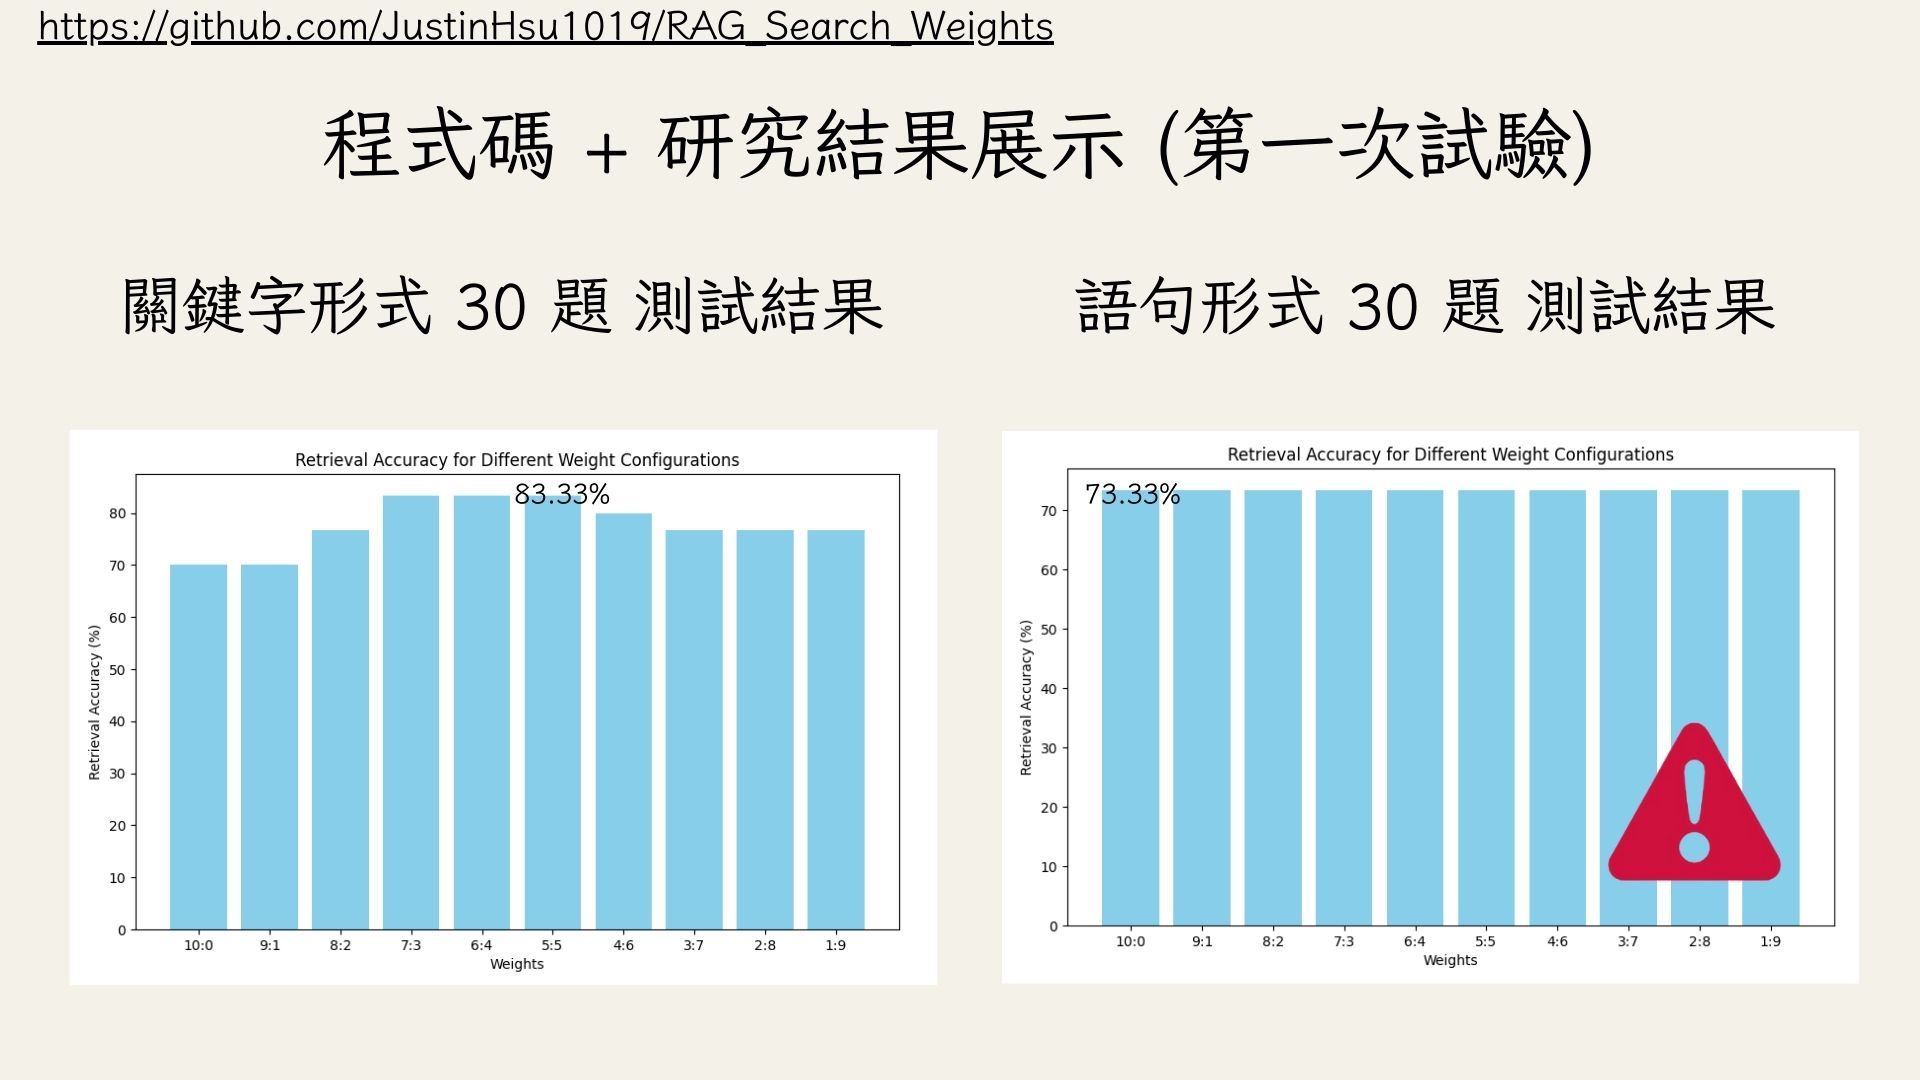 https://github.com/JustinHsu1019/RAG_Search_Weights
程式碼 + 研究結果展示 (第一次試驗)
關鍵字形式 30 題 測試結果
Retrieval Accuracy for Different Weight Configurations
83.33%
80
70
60
50
40
30
20
10
0
Retrieval Accuracy (%)
10:0 9:1 8:2 7:3 6:4 5:5 4:6 3:7 2:8 1:9
Weights
語句形式 30 題 測試結果
Retrieval Accuracy for Different Weight Configurations
73.33%
70
60
50
40
30
20
10
0
Retrieval Accuracy (%)
10:0 9:1 8:2 7:3 6:4 5:5 4:6 3:7 2:8 1:9
Weights